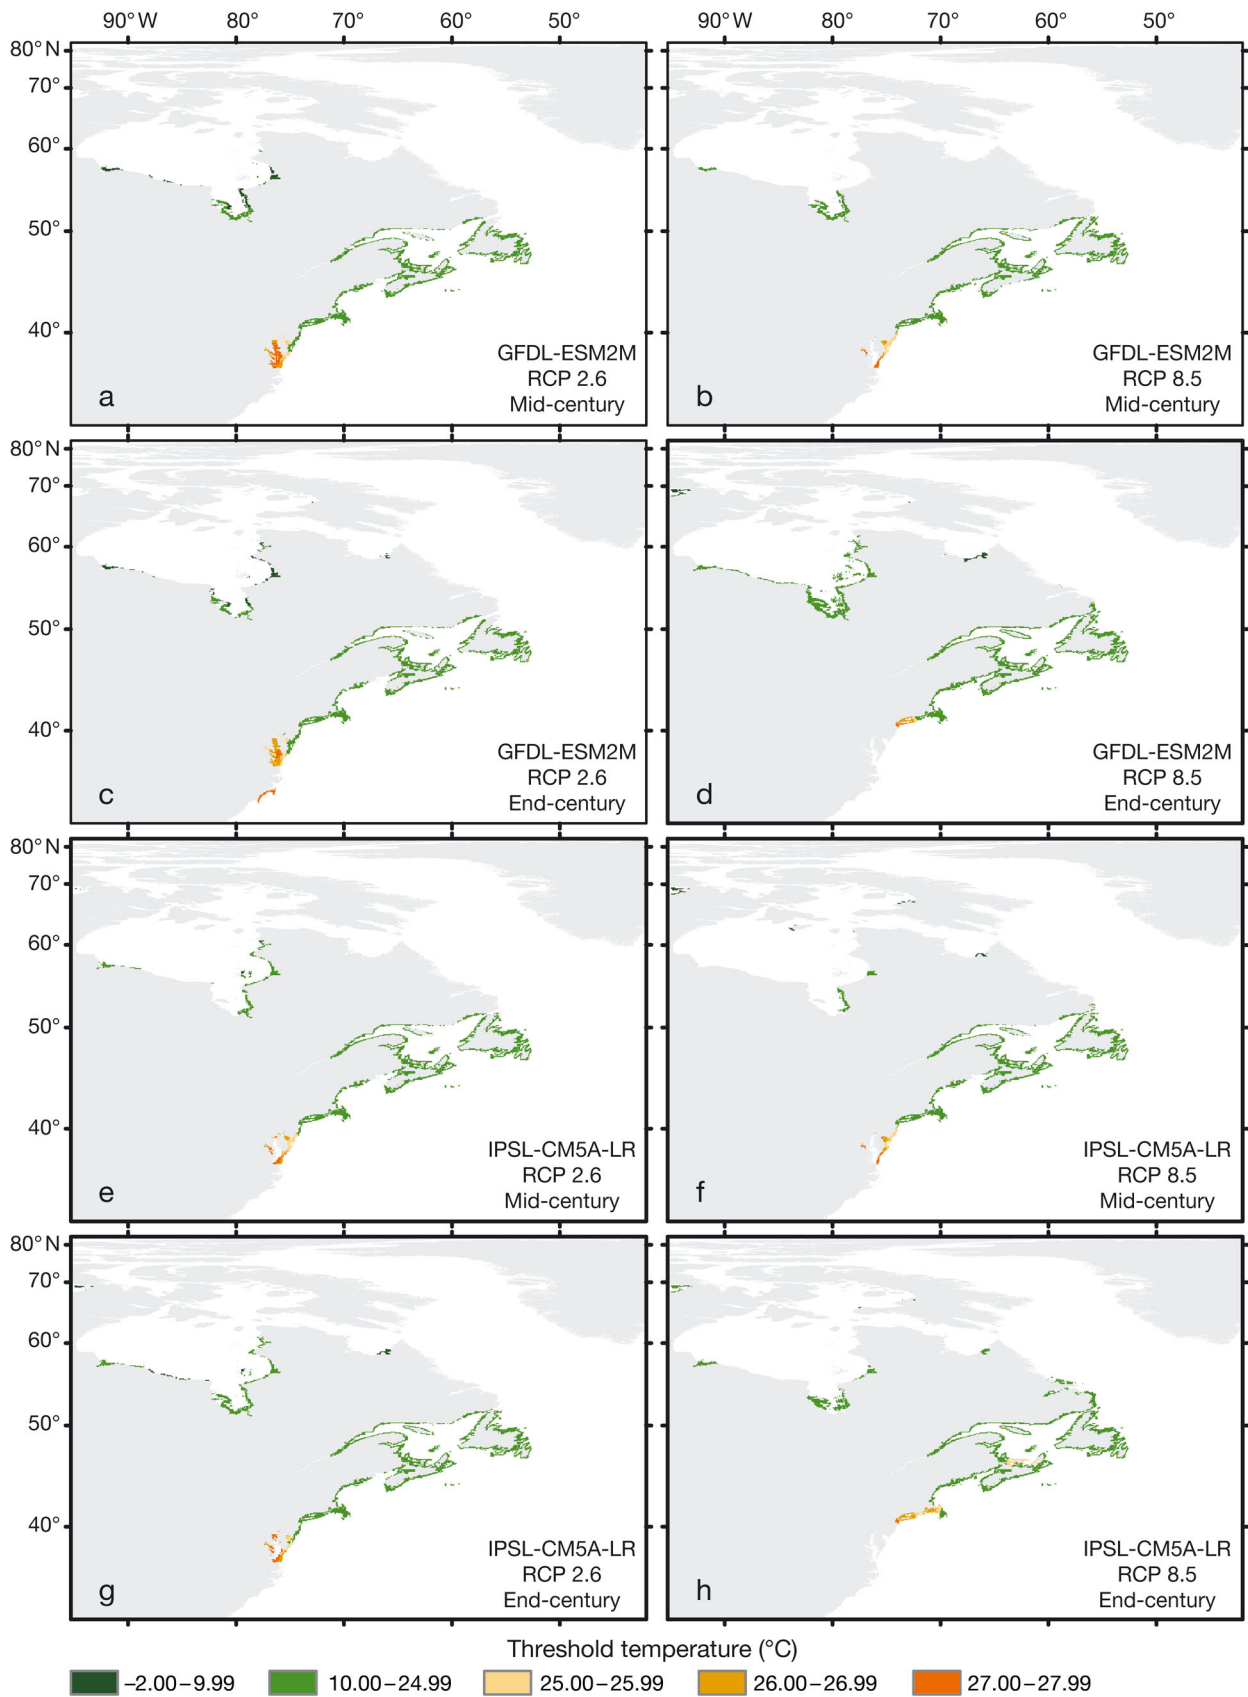 90° W 80° 70° 60° 50° 90° W 80° 70° 60° 50°
80° N
70°
60°
50°
40°
GFDL-ESM2M
RCP 2.6
Mid-century
a
GFDL-ESM2M
RCP 8.5
Mid-century
b
80° N
70°
60°
50°
40°
GFDL-ESM2M
RCP 2.6
End-century
c
GFDL-ESM2M
RCP 8.5
End-century
d
80° N
70°
60°
50°
40°
IPSL-CM5A-LR
RCP 2.6
Mid-century
e
IPSL-CM5A-LR
RCP 8.5
Mid-century
f
80° N
70°
60°
50°
40°
IPSL-CM5A-LR
RCP 2.6
End-century
g
IPSL-CM5A-LR
RCP 8.5
End-century
h
Threshold temperature (°C)
–2.00–9.99 10.00–24.99 25.00–25.99 26.00–26.99 27.00–27.99